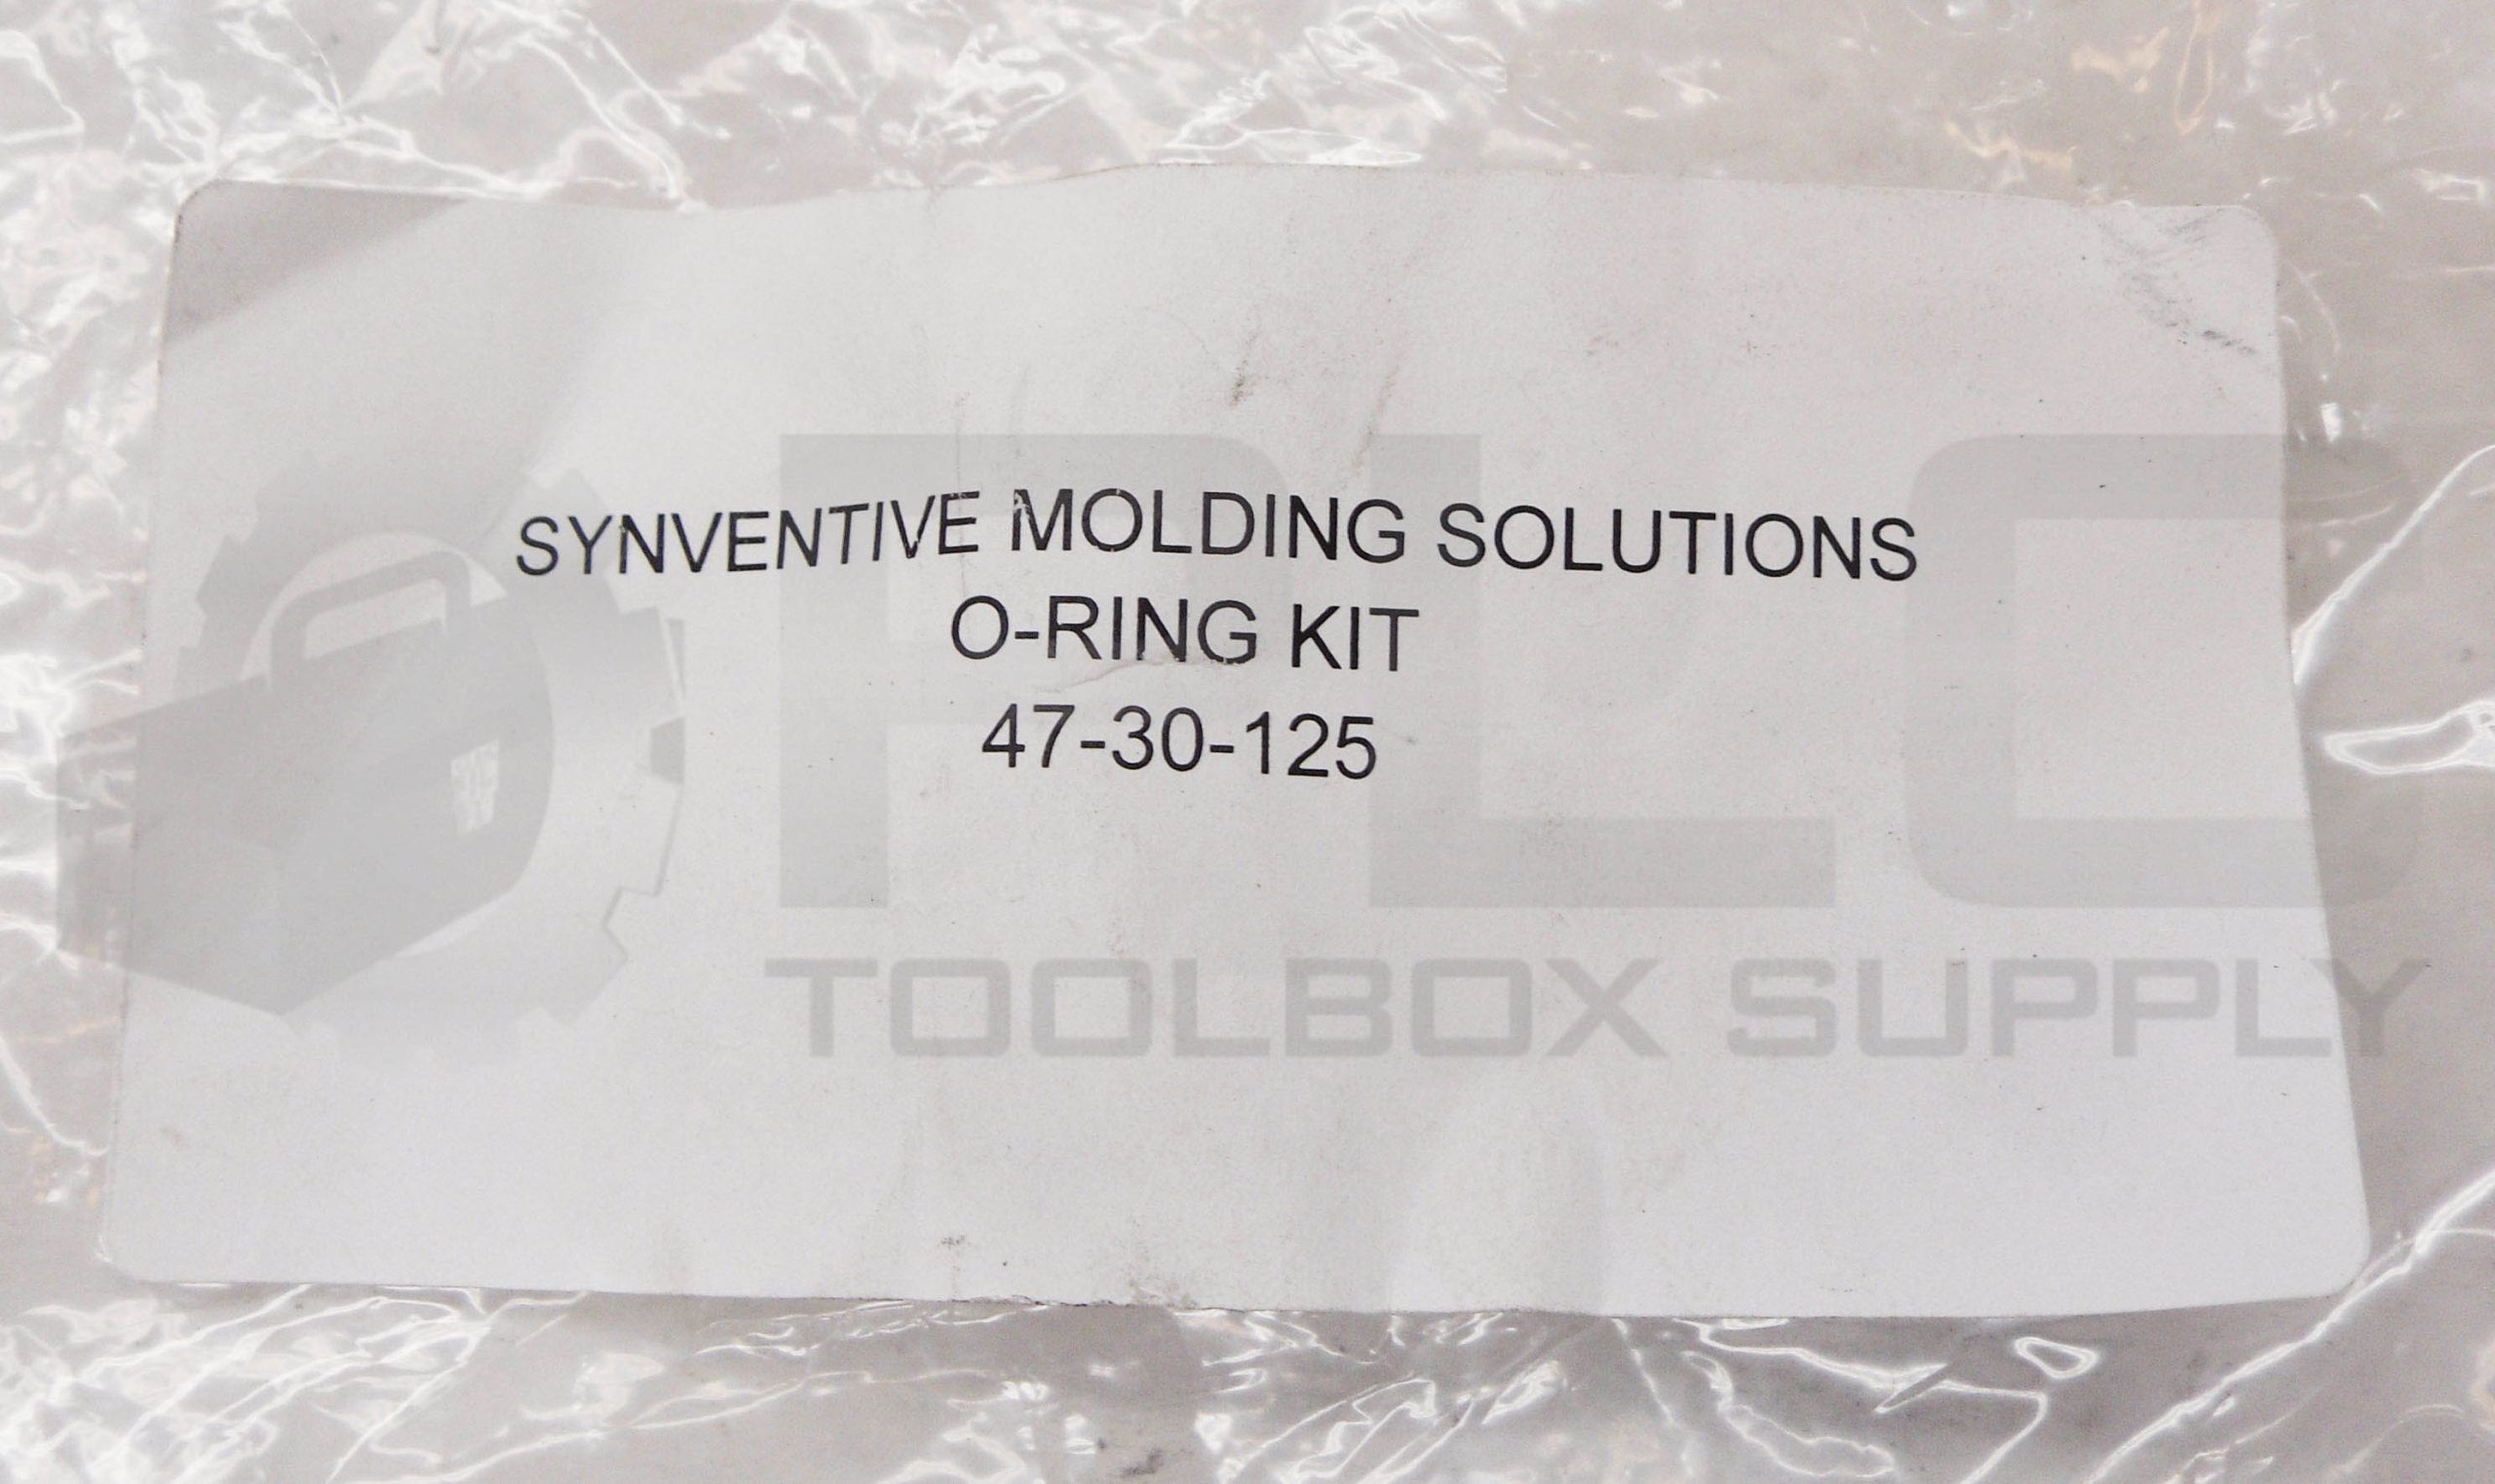 SYNVENTIVE MOLDING SOLUTIONS
O-RING KIT
47-30-125
PLC
TOOLBOX SUPPLY